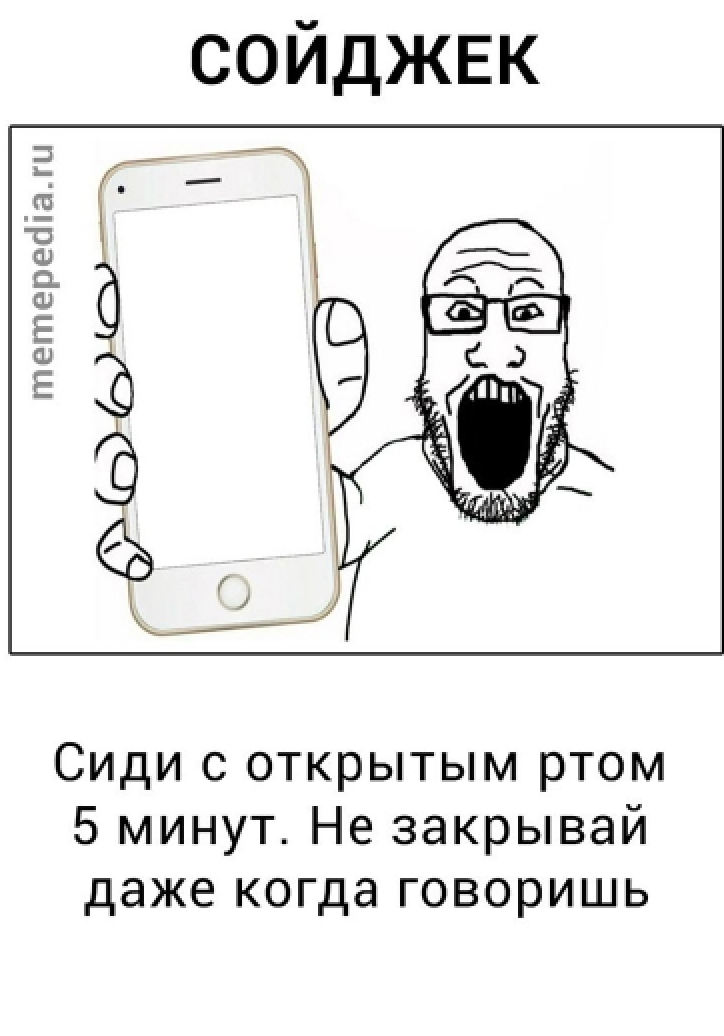 СОЙДЖЕК
memepedia.ru
Сиди с открытым ртом
5 минут. Не закрывай
даже когда говоришь